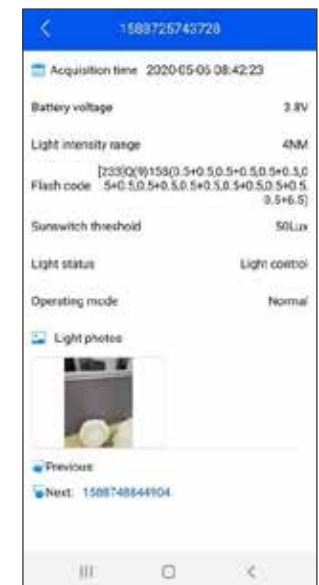 1588725743728
Acquisition time 2020-05-05 08:42:23
Battery voltage 3.8V
Light intensity range 4NM
[233]Q(9)15S(0.5+0.5,0.5+0.5,0.5+0.5,0
Flash code .5+0.5,0.5+0.5,0.5+0.5,0.5+0.5,0.5+0.5,
0.5+6.5)
Sunswitch threshold 50Lux
Light status Light control
Operating mode Normal
Light photos
Previous:
Next: 1588748644904